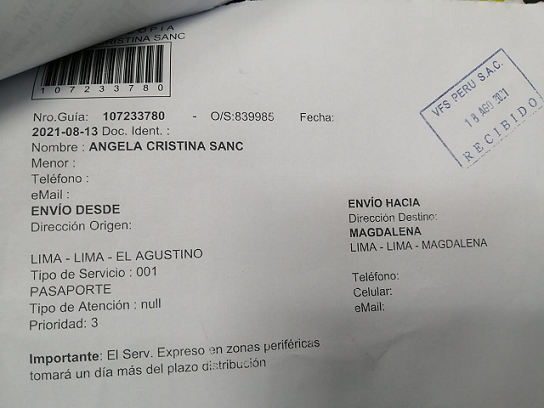 CRISTINA SANC
107233780
Nro.Guía: 107233780 - O/S:839985 Fecha:
2021-08-13 Doc. Ident. :
Nombre : ANGELA CRISTINA SANC
Menor :
Teléfono :
eMail :
ENVÍO DESDE
Dirección Origen:
LIMA - LIMA - EL AGUSTINO
Tipo de Servicio : 001
PASAPORTE
Tipo de Atención : null
Prioridad: 3
Importante: El Serv. Expreso en zonas periféricas
tomará un día más del plazo distribución
ENVÍO HACIA
Dirección Destino:
MAGDALENA
LIMA - LIMA - MAGDALENA
Teléfono:
Celular:
eMail:
VFS PERU S.A.C.
18 AGO 2021
RECIBIDO